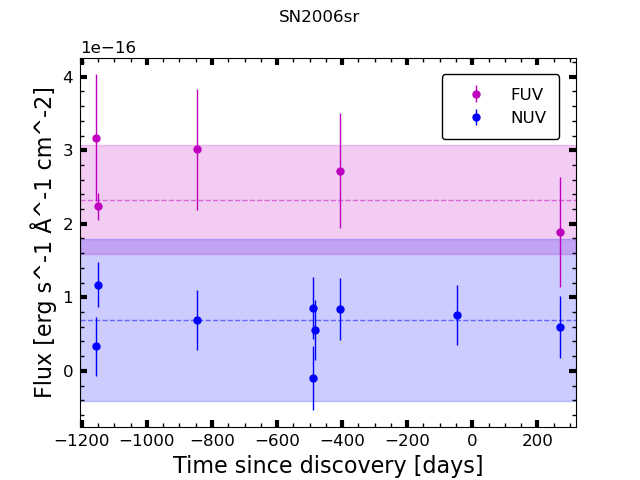 SN2006sr
1e−16
FUV
NUV
4
3
2
1
0
Flux [erg s^-1 Å^-1 cm^-2]
−1200 −1000 −800 −600 −400 −200 0 200
Time since discovery [days]